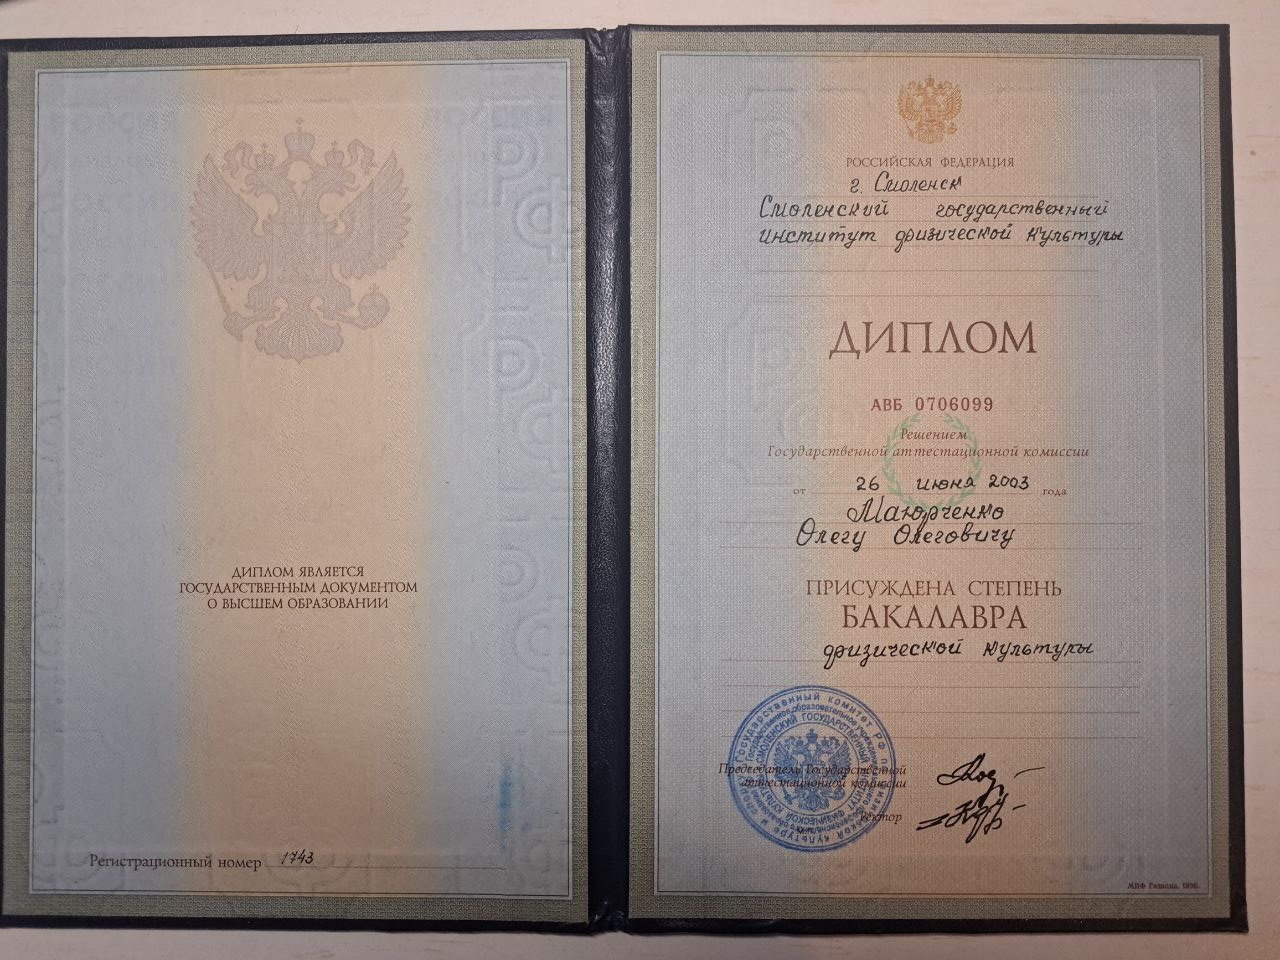 ДИПЛОМ ЯВЛЯЕТСЯ
ГОСУДАРСТВЕННЫМ ДОКУМЕНТОМ
О ВЫСШЕМ ОБРАЗОВАНИИ
Регистрационный номер 1743
РОССИЙСКАЯ ФЕДЕРАЦИЯ
г. Смоленск
Смоленский государственный
институт физической культуры
ДИПЛОМ
АВБ 0706099
Решением
Государственной аттестационной комиссии
от 26 июня 2003 года
Олегу Олеговичу
ПРИСУЖДЕНА СТЕПЕНЬ
БАКАЛАВРА
физической культуры
Председатель Государственной
аттестационной комиссии
Ректор
СМОЛЕНСКИЙ ГОСУДАРСТВЕННЫЙ